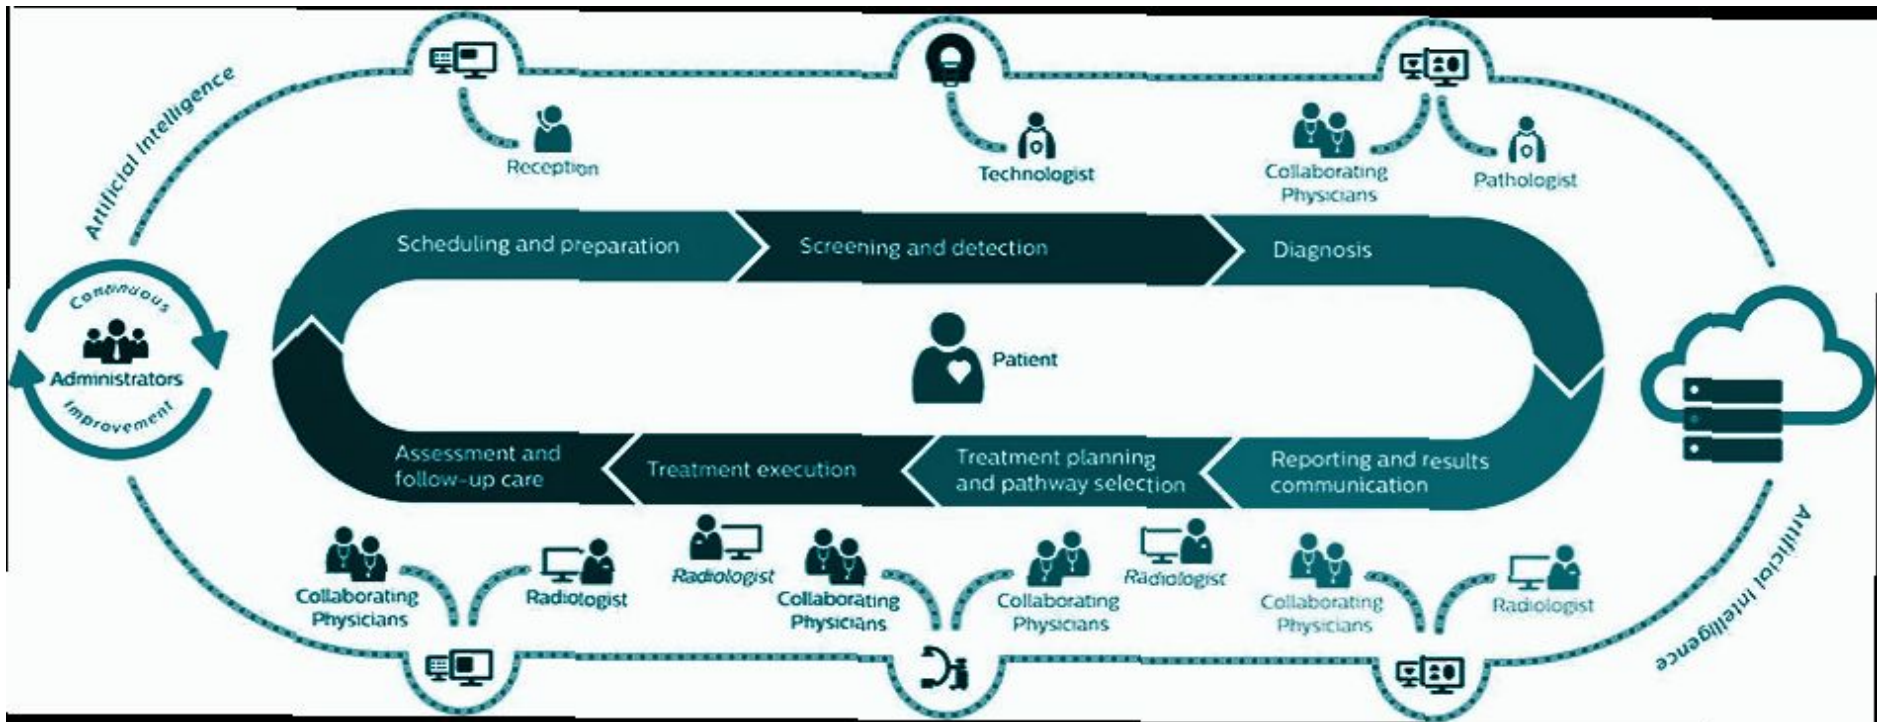 Artificial Intelligence
Reception
Technologist
Collaborating
Physicians
Pathologist
Scheduling and preparation
Screening and detection
Diagnosis
Continuous
Administrators
Improvement
Patient
Assessment and
follow-up care
Treatment execution
Treatment planning
and pathway selection
Reporting and results
communication
Collaborating
Physicians
Radiologist
Radiologist
Collaborating
Physicians
Collaborating
Physicians
Radiologist
Collaborating
Physicians
Radiologist
Artificial Intelligence